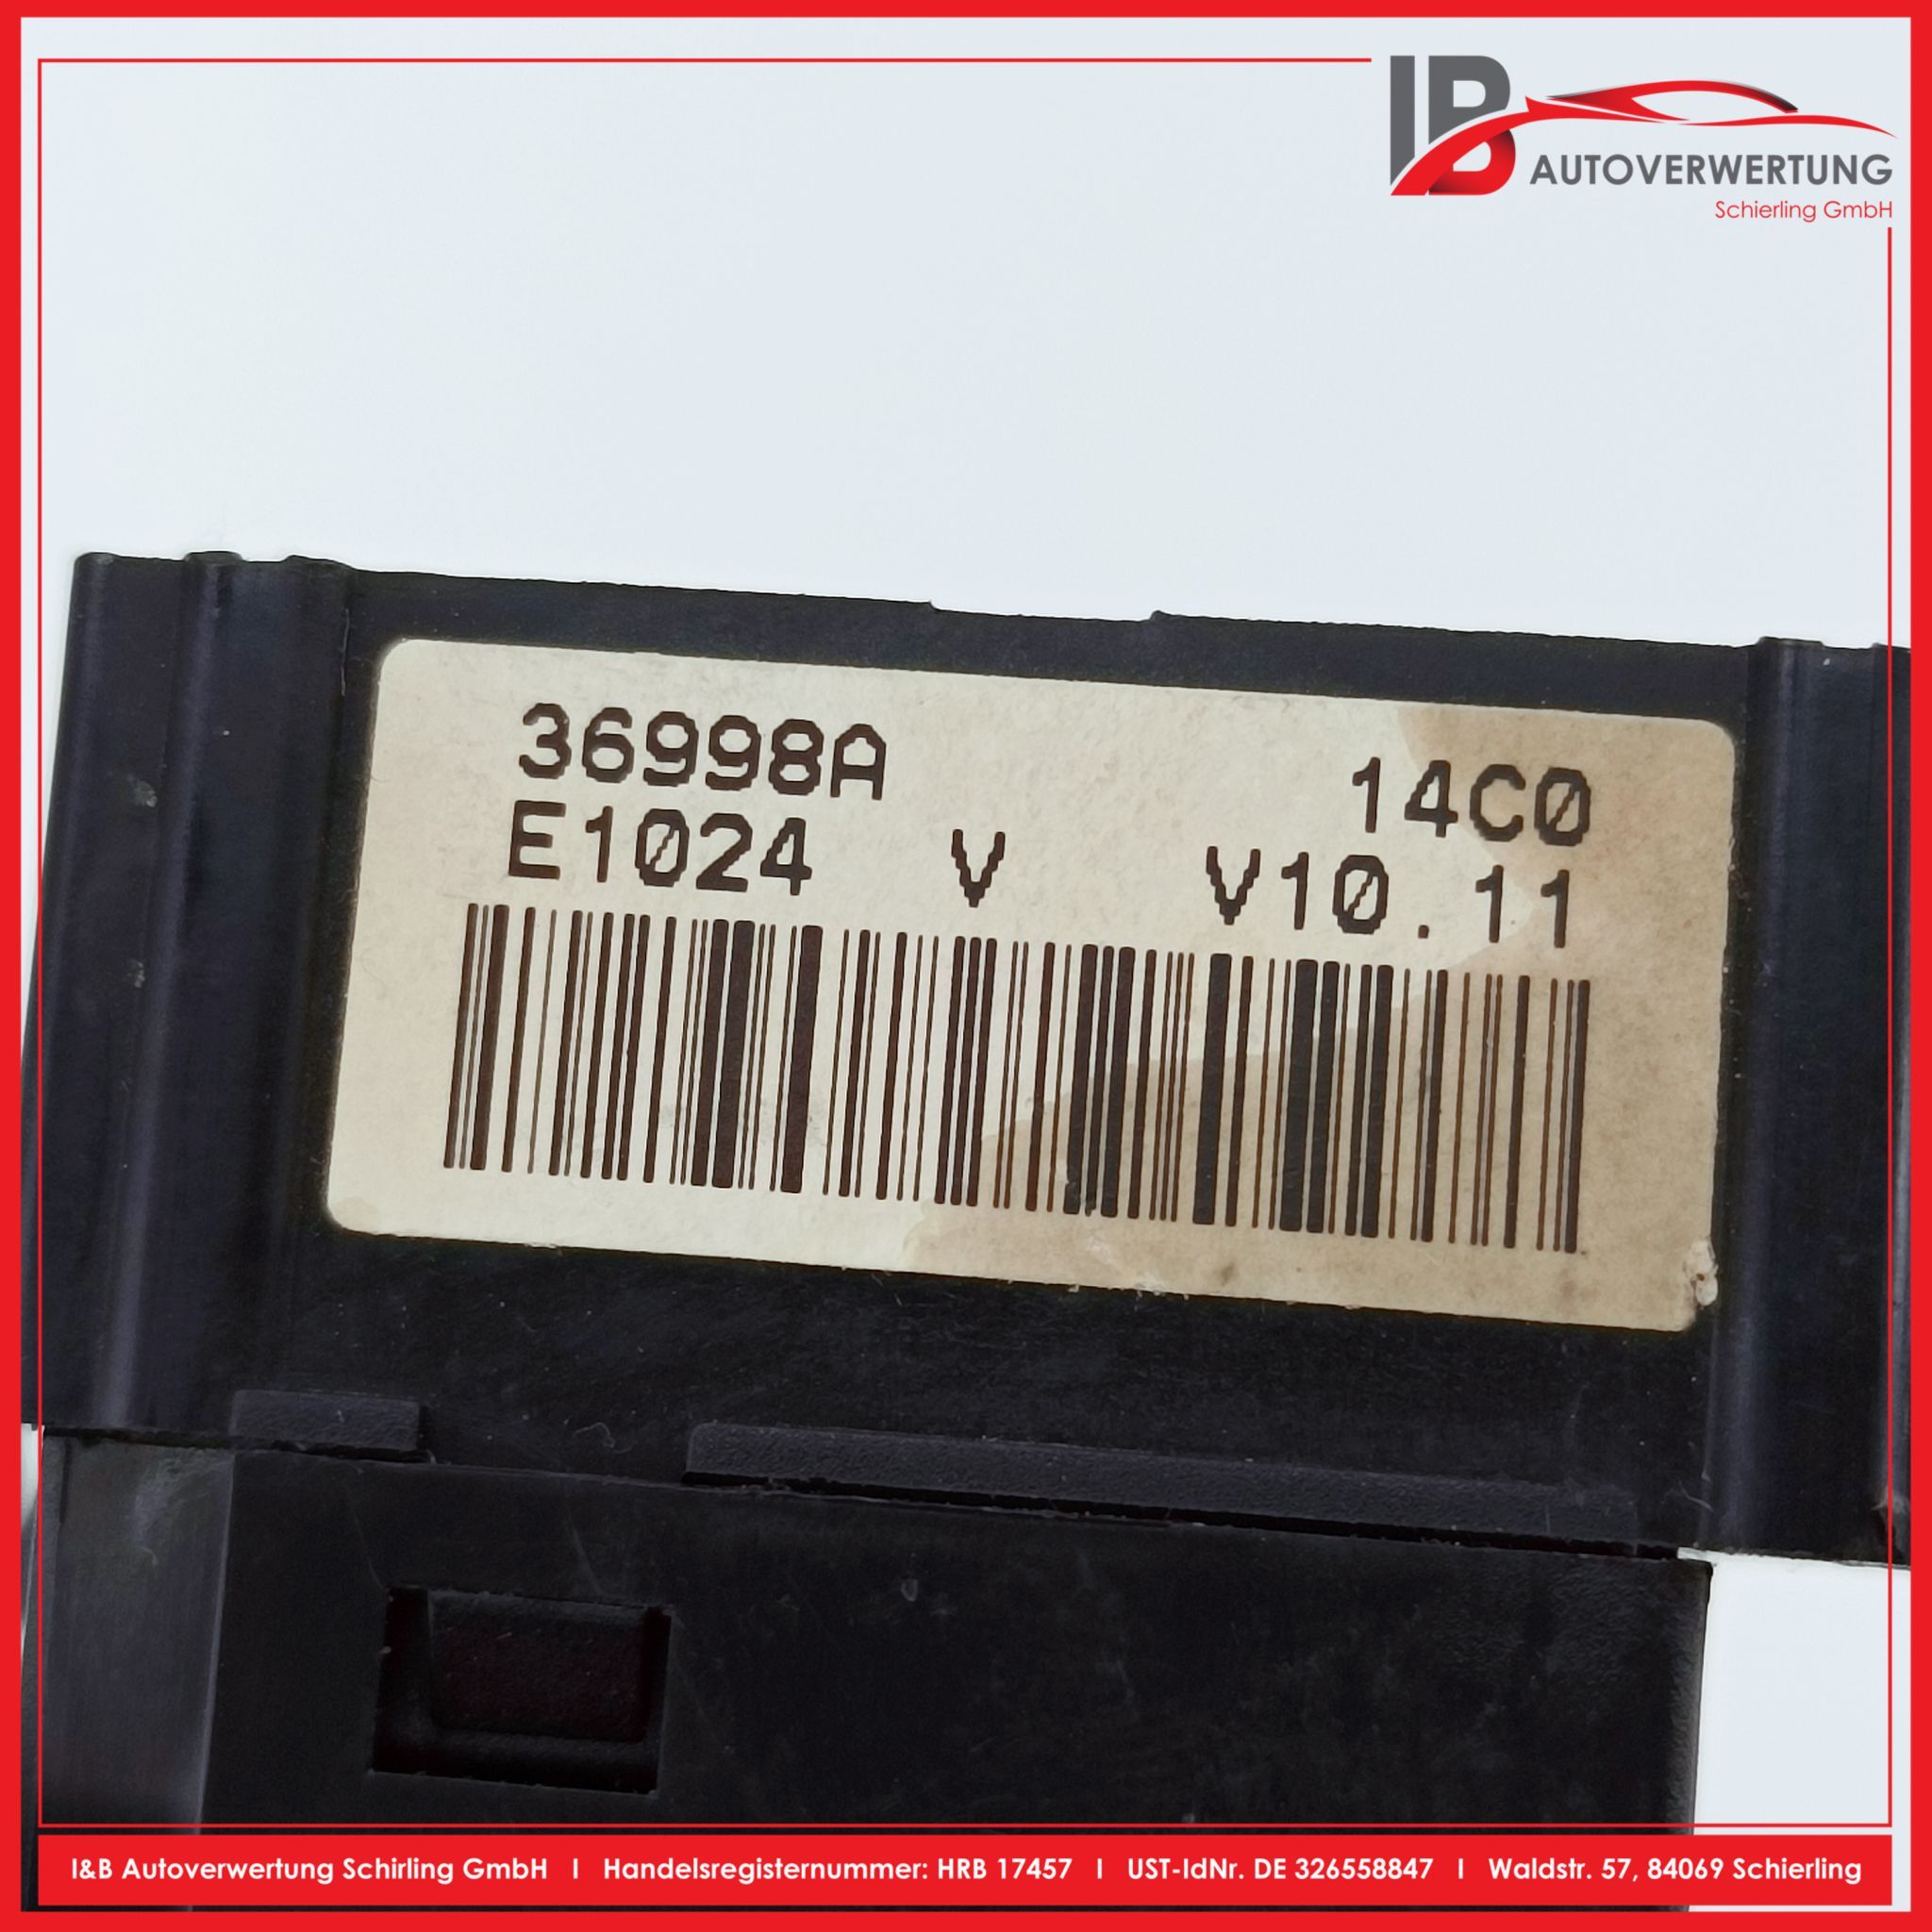 IB
AUTOVERWERTUNG
Schierling GmbH
36998A 14C0
E1024 V V10.11
I&B Autoverwertung Schirling GmbH I Handelsregisternummer: HRB 17457 I UST-IdNr. DE 326558847 I Waldstr. 57, 84069 Schierling